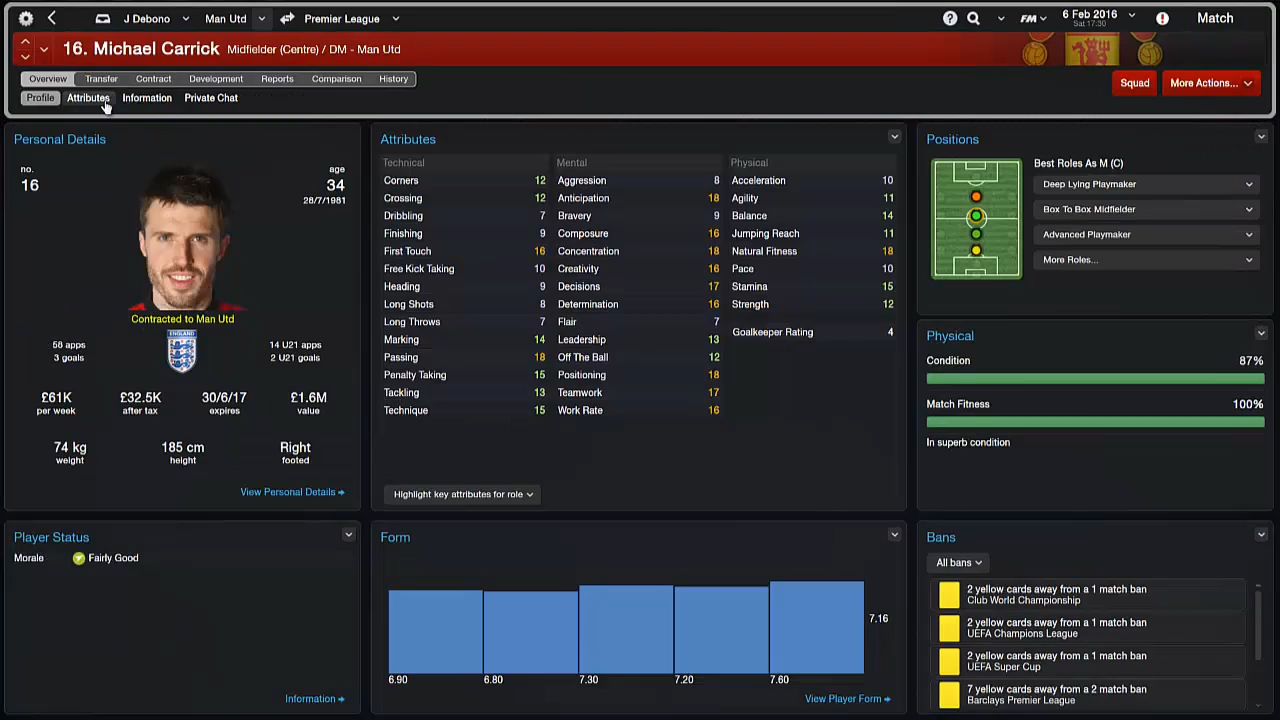 J Debono
Man Utd
Premier League
FM
6 Feb 2016
Sat 17:30
Match
16. Michael Carrick
Midfielder (Centre) / DM - Man Utd
Overview Transfer Contract Development Reports Comparison History
Squad
More Actions...
Profile Attributes Information Private Chat
Personal Details
no.
16
age
34
28/7/1981
Contracted to Man Utd
ENGLAND
58 apps
3 goals
14 U21 apps
2 U21 goals
£61K
per week
£32.5K
after tax
30/6/17
expires
£1.6M
value
74 kg
weight
185 cm
height
Right
footed
View Personal Details
Attributes
Technical
Corners 12
Crossing 12
Dribbling 7
Finishing 9
First Touch 16
Free Kick Taking 10
Heading 9
Long Shots 8
Long Throws 7
Marking 14
Passing 18
Penalty Taking 15
Tackling 13
Technique 15
Mental
Aggression 8
Anticipation 18
Bravery 9
Composure 16
Concentration 18
Creativity 16
Decisions 17
Determination 16
Flair 7
Leadership 13
Off The Ball 12
Positioning 18
Teamwork 17
Work Rate 16
Physical
Acceleration 10
Agility 11
Balance 14
Jumping Reach 11
Natural Fitness 18
Pace 10
Stamina 15
Strength 12
Goalkeeper Rating 4
Highlight key attributes for role
Positions
Best Roles As M (C)
Deep Lying Playmaker
Box To Box Midfielder
Advanced Playmaker
More Roles...
Physical
Condition 87%
Match Fitness 100%
In superb condition
Player Status
Morale Fairly Good
Information
Form
7.16
6.90 6.80 7.30 7.20 7.60
View Player Form
Bans
All bans
2 yellow cards away from a 1 match ban
Club World Championship
2 yellow cards away from a 1 match ban
UEFA Champions League
2 yellow cards away from a 1 match ban
UEFA Super Cup
7 yellow cards away from a 2 match ban
Barclays Premier League